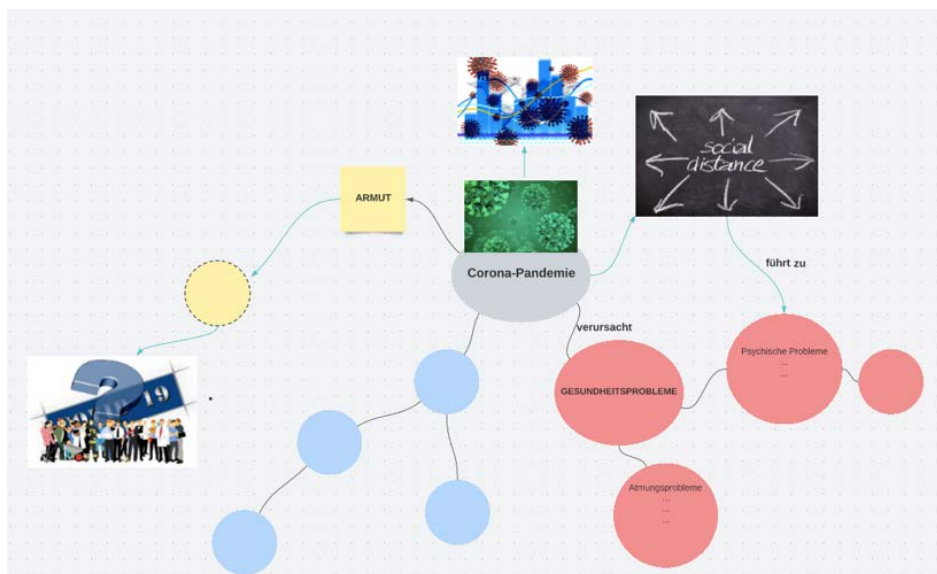 social
distance
ARMUT
Corona-Pandemie
führt zu
verursacht
Psychische Probleme
...
...
GESUNDHEITSPROBLEME
19
Atmungsprobleme
...
...
...